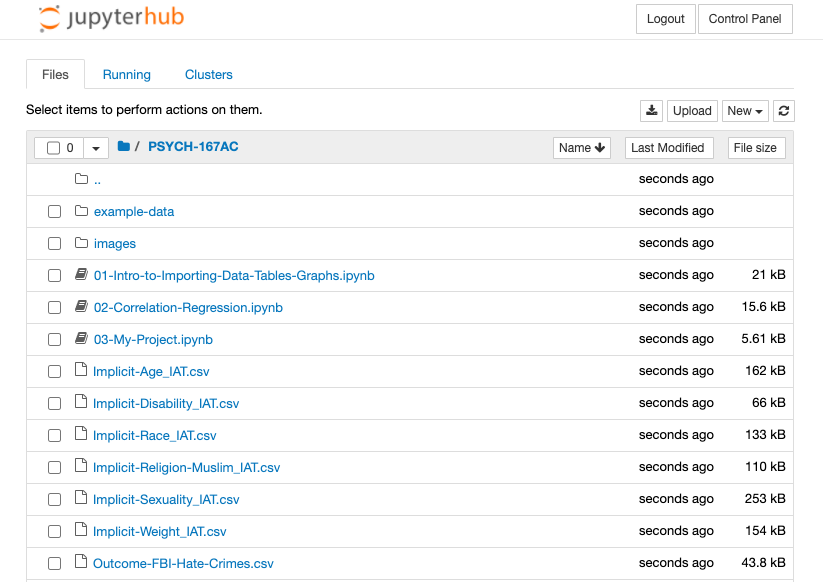 jupyterhub Logout Control Panel
Files Running Clusters
Select items to perform actions on them. Upload New
0 / PSYCH-167AC Name Last Modified File size
.. seconds ago
example-data seconds ago
images seconds ago
01-Intro-to-Importing-Data-Tables-Graphs.ipynb seconds ago 21 kB
02-Correlation-Regression.ipynb seconds ago 15.6 kB
03-My-Project.ipynb seconds ago 5.61 kB
Implicit-Age_IAT.csv seconds ago 162 kB
Implicit-Disability_IAT.csv seconds ago 66 kB
Implicit-Race_IAT.csv seconds ago 133 kB
Implicit-Religion-Muslim_IAT.csv seconds ago 110 kB
Implicit-Sexuality_IAT.csv seconds ago 253 kB
Implicit-Weight_IAT.csv seconds ago 154 kB
Outcome-FBI-Hate-Crimes.csv seconds ago 43.8 kB